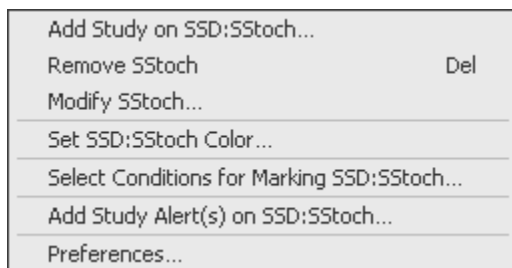 Add Study on SSD:SStoch...
Remove SStoch Del
Modify SStoch...
Set SSD:SStoch Color...
Select Conditions for Marking SSD:SStoch...
Add Study Alert(s) on SSD:SStoch...
Preferences...